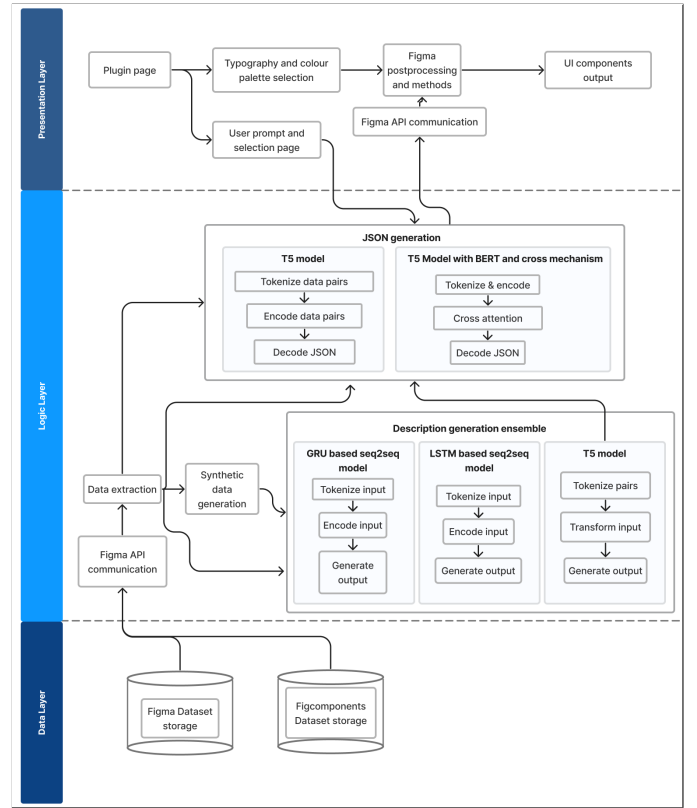 Presentation Layer
Plugin page
Typography and colour
palette selection
Figma
postprocessing
and methods
UI components
output
Figma API communication
User prompt and
selection page
Logic Layer
JSON generation
T5 model
Tokenize data pairs
Encode data pairs
Decode JSON
T5 Model with BERT and cross mechanism
Tokenize & encode
Cross attention
Decode JSON
Description generation ensemble
GRU based seq2seq
model
Tokenize input
Encode input
Generate
output
LSTM based seq2seq
model
Tokenize input
Encode input
Generate output
T5 model
Tokenize pairs
Transform input
Generate output
Data extraction
Synthetic
data
generation
Figma API
communication
Data Layer
Figma Dataset
storage
Figcomponents
Dataset storage